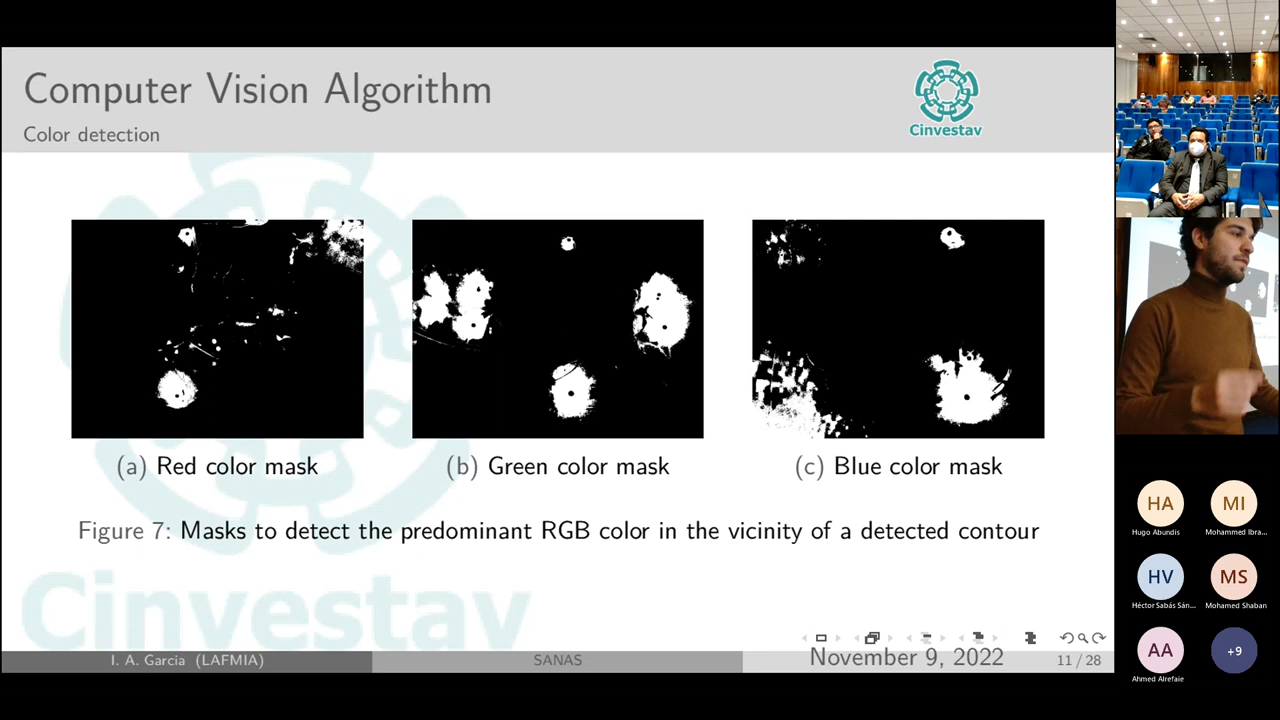 Computer Vision Algorithm
Color detection
Cinvestav
(a) Red color mask
(b) Green color mask
(c) Blue color mask
Figure 7: Masks to detect the predominant RGB color in the vicinity of a detected contour
Cinvestav
I. A. Garcia (LAFMIA)
SANAS
November 9, 2022
11 / 28
HA
Hugo Abundis
MI
Mohammed Ibra...
HV
Héctor Sabás Sán...
MS
Mohamed Shaban
AA
Ahmed Alrefaie
+9